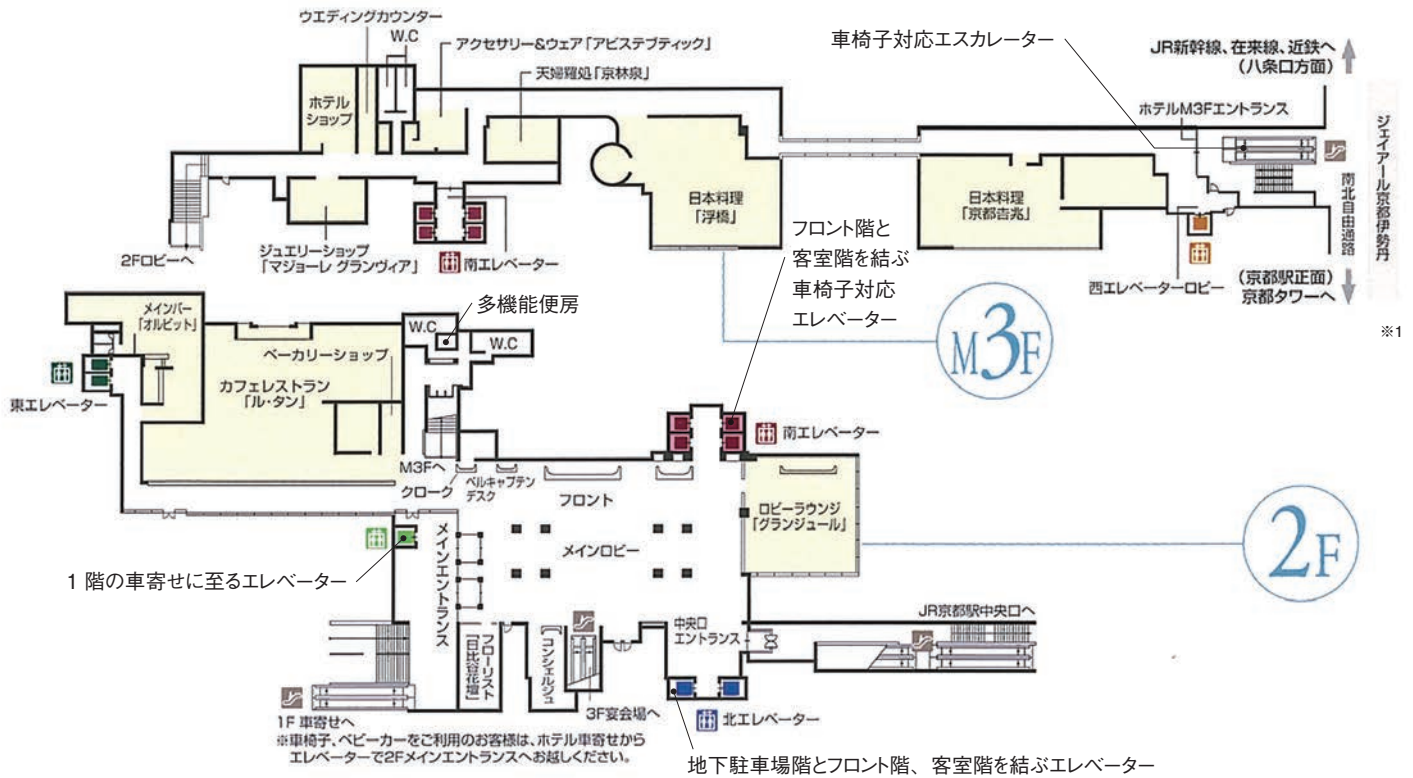 ウエディングカウンター
W.C
アクセサリー&ウェア「アビステブティック」
天婦羅処「京林泉」
ホテル
ショップ
車椅子対応エスカレーター
JR新幹線、在来線、近鉄へ
(八条口方面)
ホテルM3Fエントランス
ジェイアール京都伊勢丹
南北自由通路
日本料理
「浮橋」
日本料理
「京都𠮷兆」
2Fロビーへ
ジュエリーショップ
「マジョーレ グランヴィア」
南エレベーター
フロント階と
客室階を結ぶ
車椅子対応
エレベーター
西エレベーターロビー
(京都駅正面)
京都タワーへ
※1
M3F
メインバー
「オルビット」
多機能便房
W.C
W.C
ベーカリーショップ
カフェレストラン
「ル・タン」
東エレベーター
南エレベーター
M3Fへ
クローク
ベルキャプテン
デスク
フロント
ロビーラウンジ
「グランジュール」
メインロビー
メインエントランス
1 階の車寄せに至るエレベーター
2F
JR京都駅中央口へ
中央口
エントランス
フローリスト
「日比谷花壇」
コンシェルジュ
1F 車寄せへ
3F宴会場へ
北エレベーター
※車椅子、ベビーカーをご利用のお客様は、ホテル車寄せから
エレベーターで2Fメインエントランスへお越しください。
地下駐車場階とフロント階、客室階を結ぶエレベーター